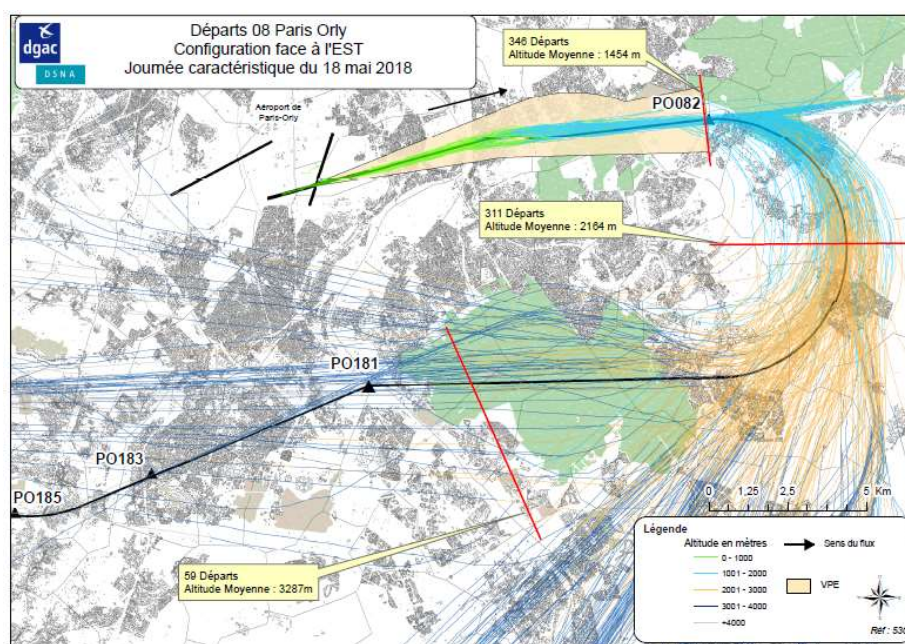 dgac
DSNA
Départs 08 Paris Orly
Configuration face à l'EST
Journée caractéristique du 18 mai 2018
346 Départs
Altitude Moyenne : 1454 m
PO082
Aéroport de
Paris-Orly
311 Départs
Altitude Moyenne : 2164 m
PO181
PO183
PO185
0 1,25 2,5 5 Km
59 Départs
Altitude Moyenne : 3287m
Légende
Altitude en mètres
Sens du flux
0 - 1000
1001 - 2000
2001 - 3000
VPE
3001 - 4000
+4000